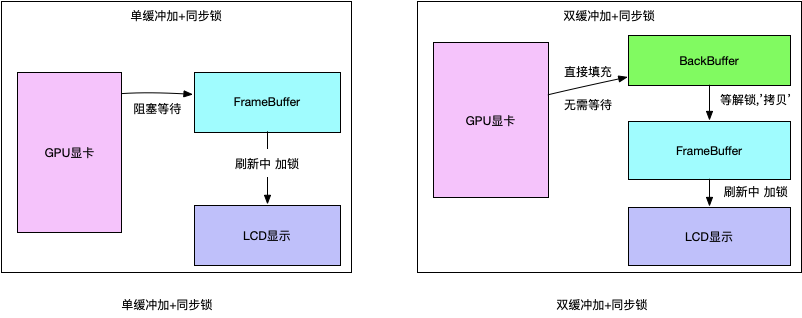 单缓冲加+同步锁
GPU显卡
阻塞等待
FrameBuffer
刷新中 加锁
LCD显示
单缓冲加+同步锁
双缓冲加+同步锁
GPU显卡
直接填充
无需等待
BackBuffer
等解锁,'拷贝'
FrameBuffer
刷新中 加锁
LCD显示
双缓冲加+同步锁